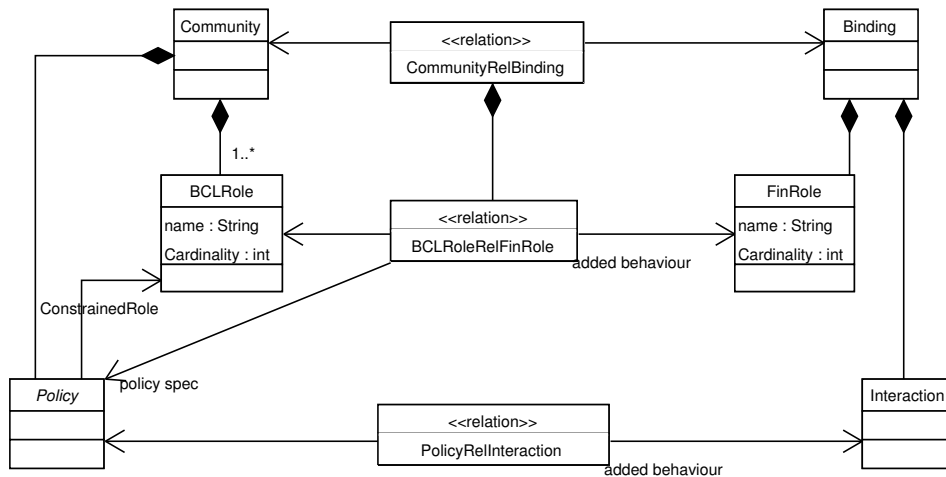 Community
<<relation>>
CommunityRelBinding
Binding
1..*
BCLRole
name : String
Cardinality : int
<<relation>>
BCLRoleRelFinRole
added behaviour
FinRole
name : String
Cardinality : int
ConstrainedRole
policy spec
Policy
<<relation>>
PolicyRelInteraction
added behaviour
Interaction